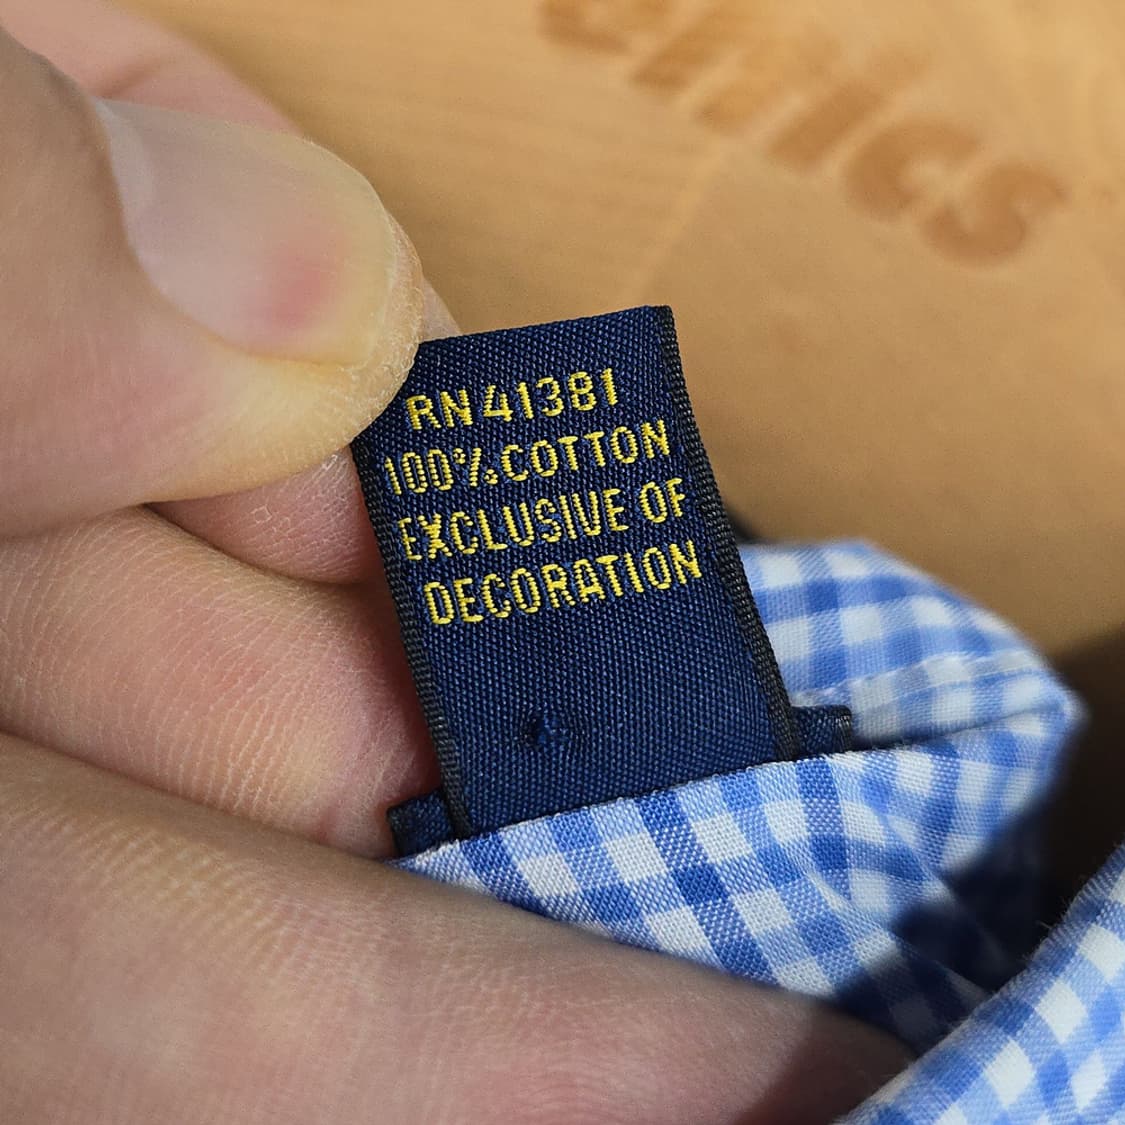 RN 41381
100% COTTON
EXCLUSIVE OF
DECORATION